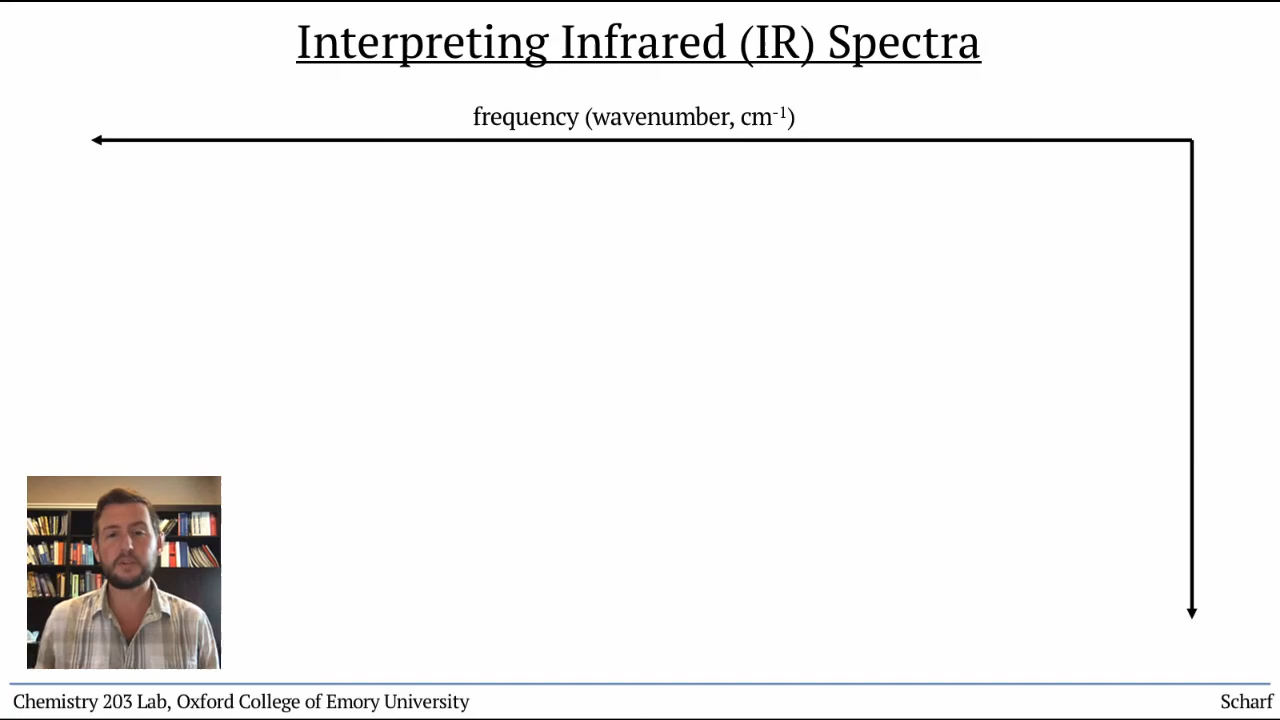 Interpreting Infrared (IR) Spectra
frequency (wavenumber, cm⁻¹)
Chemistry 203 Lab, Oxford College of Emory University
Scharf